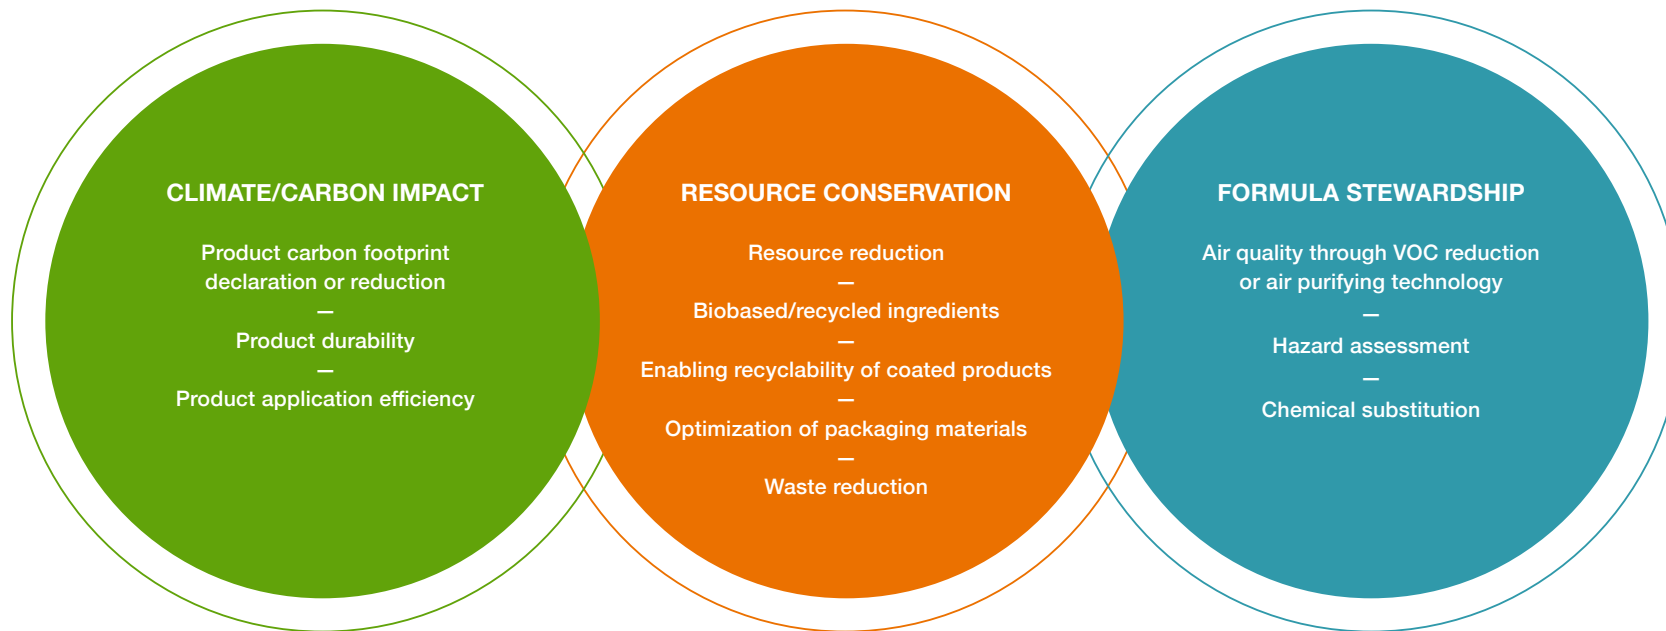 CLIMATE/CARBON IMPACT
Product carbon footprint
declaration or reduction
—
Product durability
—
Product application efficiency
RESOURCE CONSERVATION
Resource reduction
—
Biobased/recycled ingredients
—
Enabling recyclability of coated products
—
Optimization of packaging materials
—
Waste reduction
FORMULA STEWARDSHIP
Air quality through VOC reduction
or air purifying technology
—
Hazard assessment
—
Chemical substitution